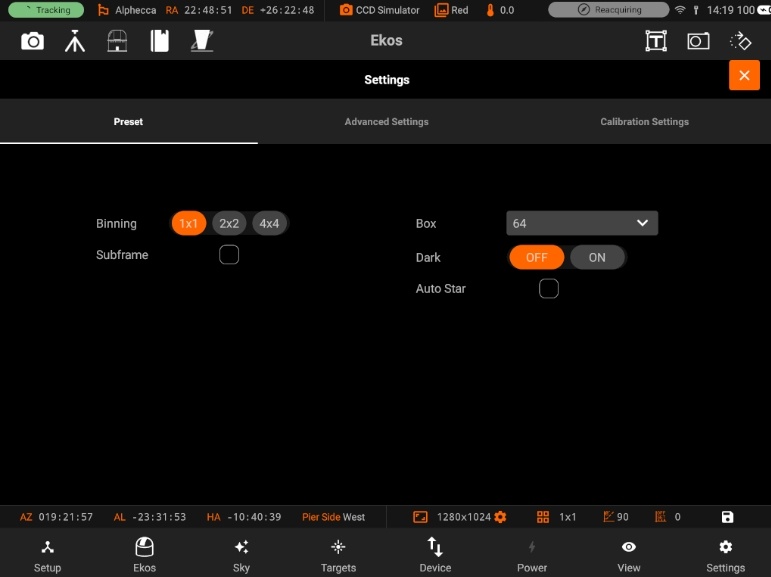 Tracking Alphecca RA 22:48:51 DE +26:22:48 CCD Simulator Red 0.0 Reacquiring 14:19 100
Ekos
Settings
Preset Advanced Settings Calibration Settings
Binning 1x1 2x2 4x4 Box 64
Subframe Dark OFF ON
Auto Star
AZ 019:21:57 AL -23:31:53 HA -10:40:39 Pier Side West 1280x1024 1x1 90 0
Setup Ekos Sky Targets Device Power View Settings